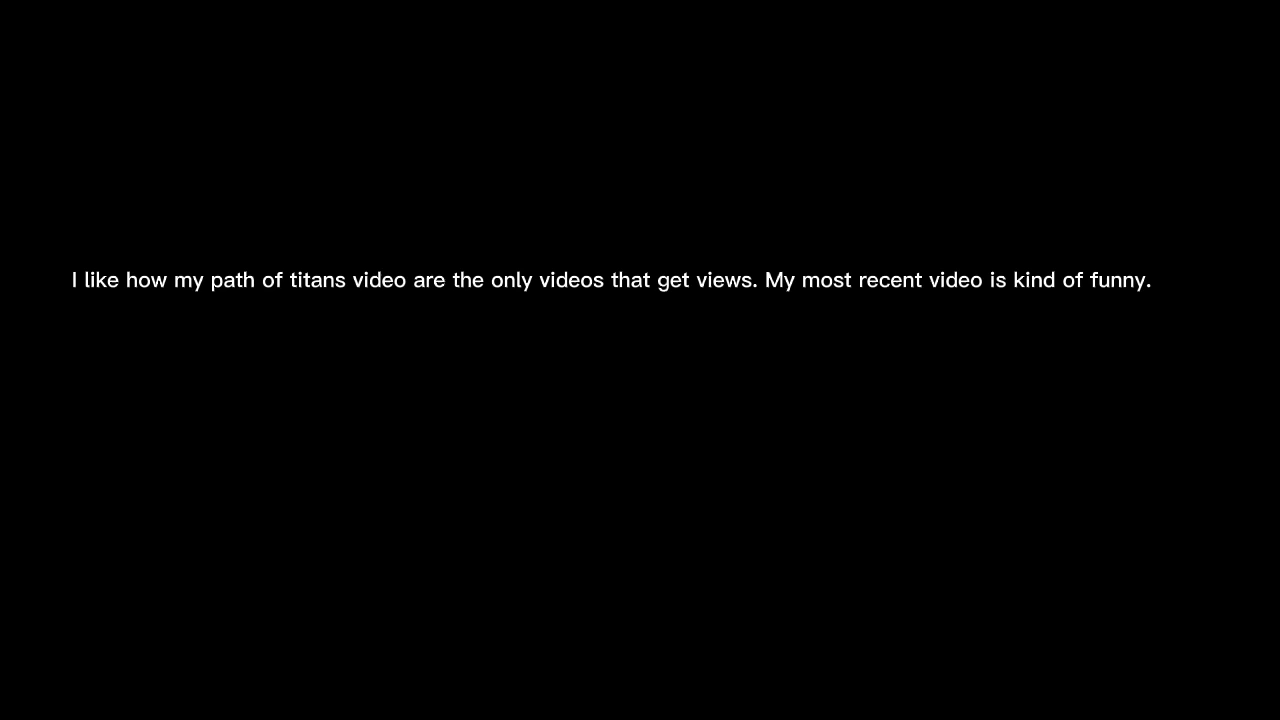 I like how my path of titans video are the only videos that get views. My most recent video is kind of funny.